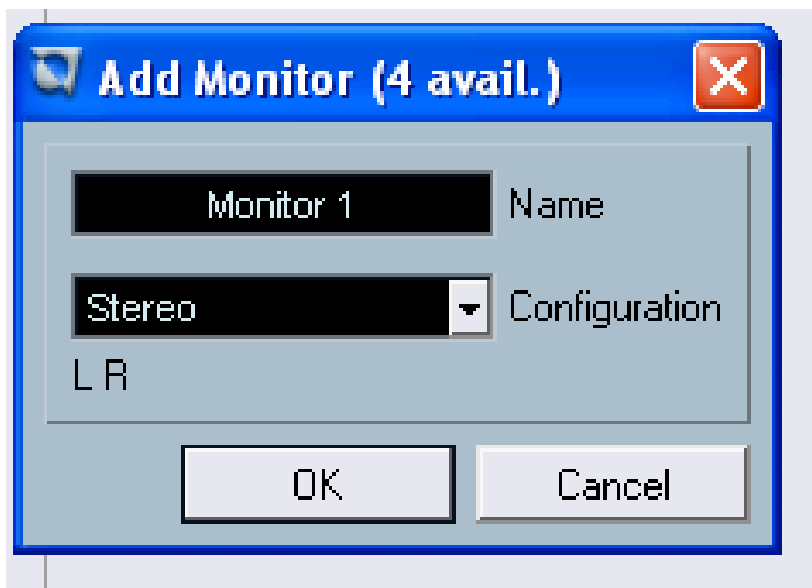 Add Monitor (4 avail.)
Monitor 1 Name
Stereo Configuration
L R
OK Cancel